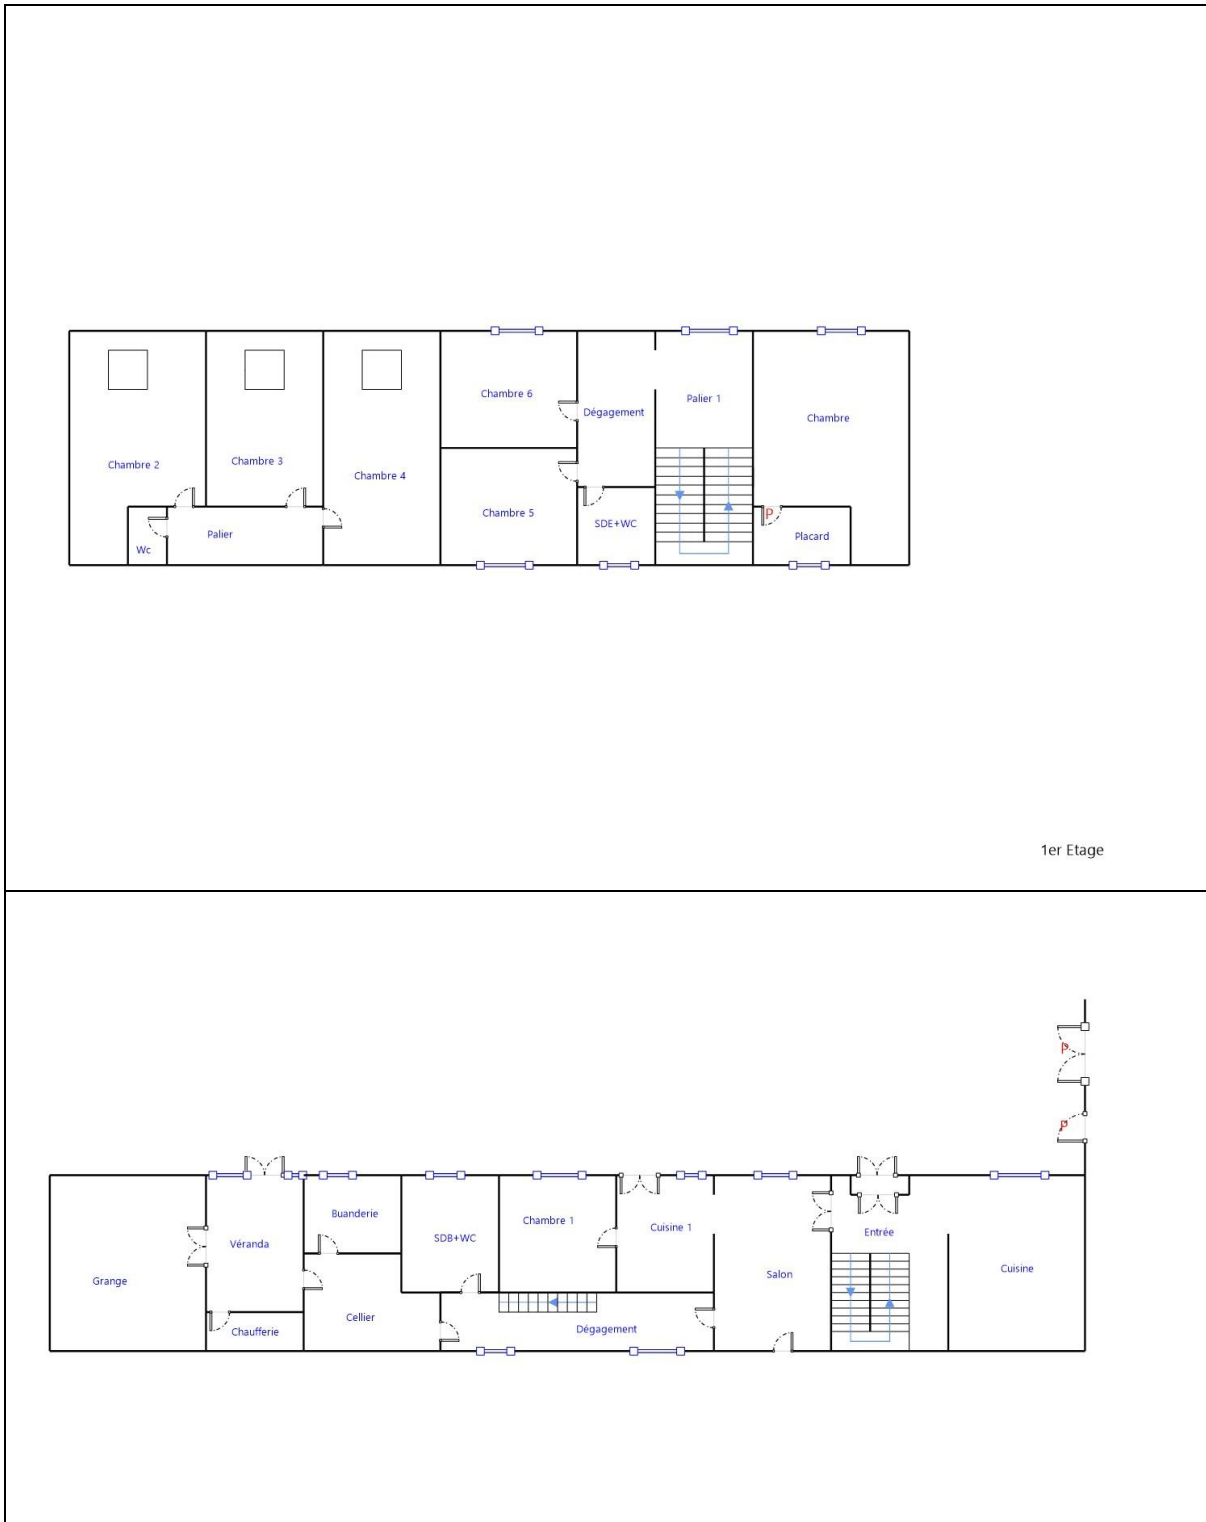 Chambre 6
Palier 1
Dégagement
Chambre
Chambre 2
Chambre 3
Chambre 4
Chambre 5
P
SDE+WC
Palier
Placard
Wc
1er Etage
P
P
Buanderie
Chambre 1
Cuisine 1
Entrée
SDB+WC
Véranda
Cuisine
Salon
Grange
Cellier
Chaufferie
Dégagement